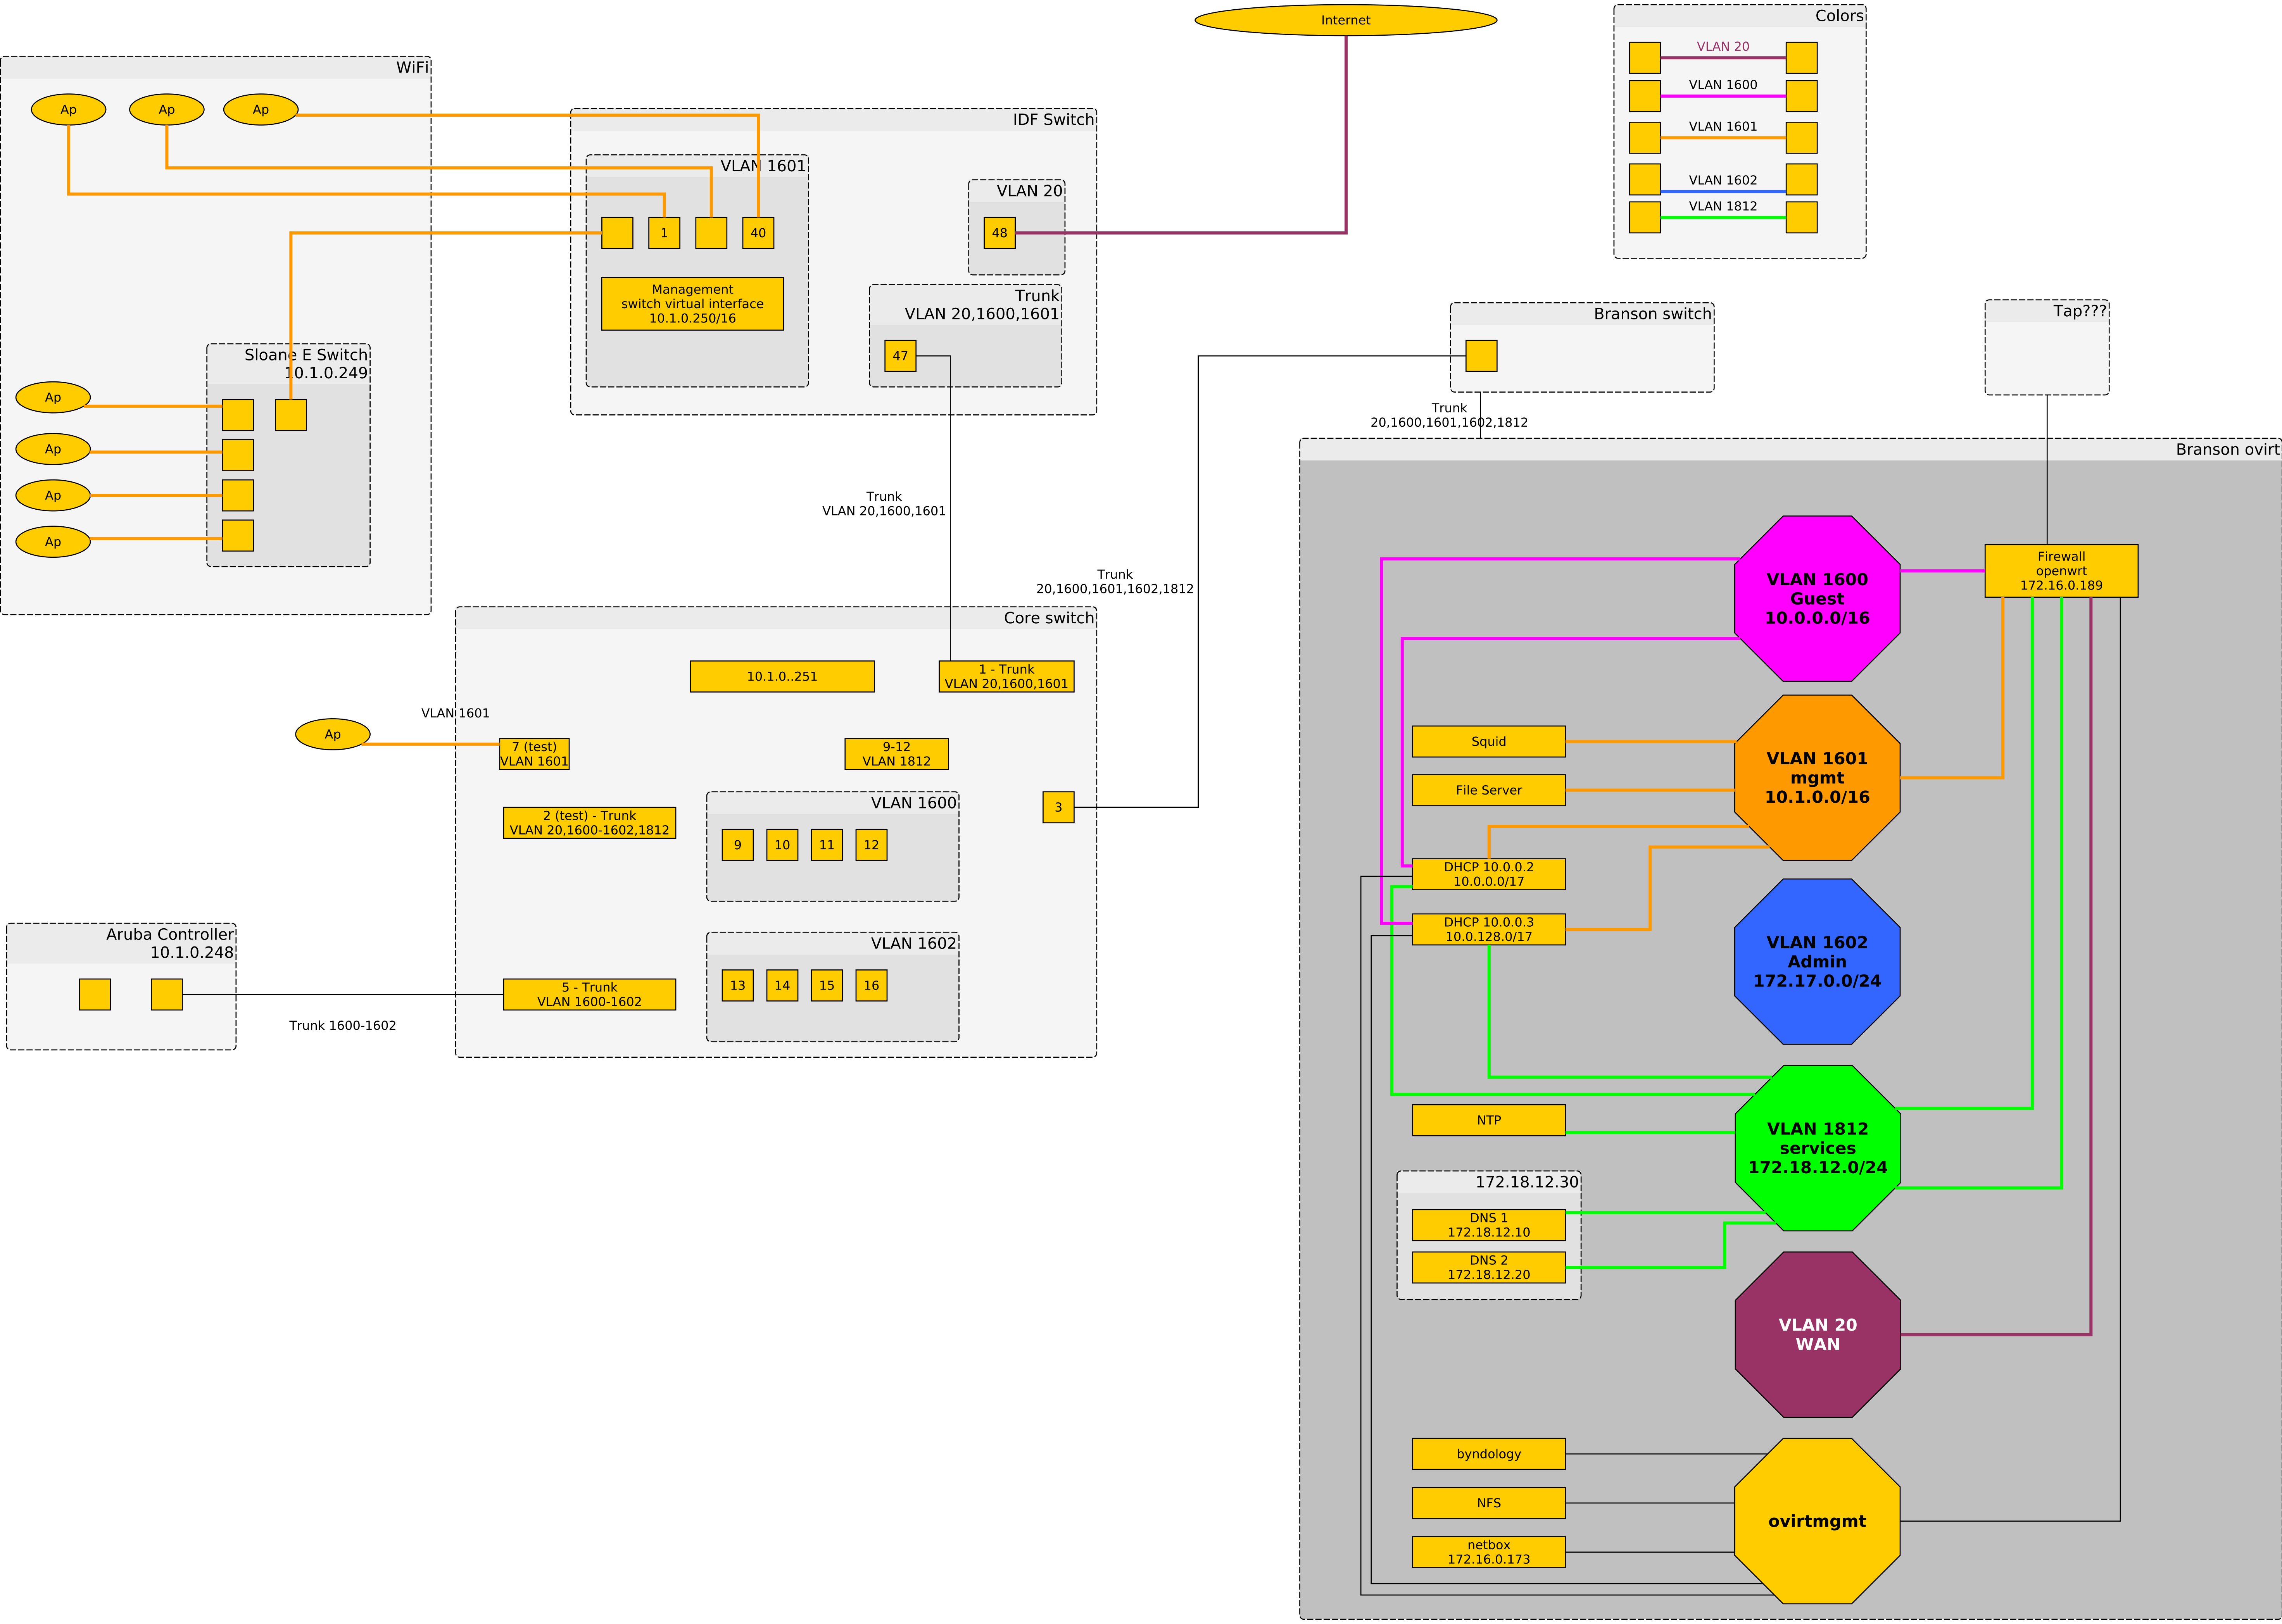 Internet
Colors
VLAN 20
VLAN 1600
VLAN 1601
VLAN 1602
VLAN 1812
WiFi
Ap
Ap
Ap
Sloane E Switch
10.1.0.249
Ap
Ap
Ap
Ap
IDF Switch
VLAN 1601
1
40
Management
switch virtual interface
10.1.0.250/16
VLAN 20
48
Trunk
VLAN 20,1600,1601
47
Trunk
VLAN 20,1600,1601
Branson switch
Trunk
20,1600,1601,1602,1812
Tap???
Trunk
20,1600,1601,1602,1812
Core switch
10.1.0..251
1 - Trunk
VLAN 20,1600,1601
Ap
VLAN 1601
7 (test)
VLAN 1601
9-12
VLAN 1812
2 (test) - Trunk
VLAN 20,1600-1602,1812
VLAN 1600
9
10
11
12
3
VLAN 1602
13
14
15
16
5 - Trunk
VLAN 1600-1602
Aruba Controller
10.1.0.248
Trunk 1600-1602
Branson ovirt
VLAN 1600
Guest
10.0.0.0/16
Firewall
openwrt
172.16.0.189
Squid
File Server
VLAN 1601
mgmt
10.1.0.0/16
DHCP 10.0.0.2
10.0.0.0/17
DHCP 10.0.0.3
10.0.128.0/17
VLAN 1602
Admin
172.17.0.0/24
NTP
VLAN 1812
services
172.18.12.0/24
172.18.12.30
DNS 1
172.18.12.10
DNS 2
172.18.12.20
VLAN 20
WAN
byndology
NFS
netbox
172.16.0.173
ovirtmgmt